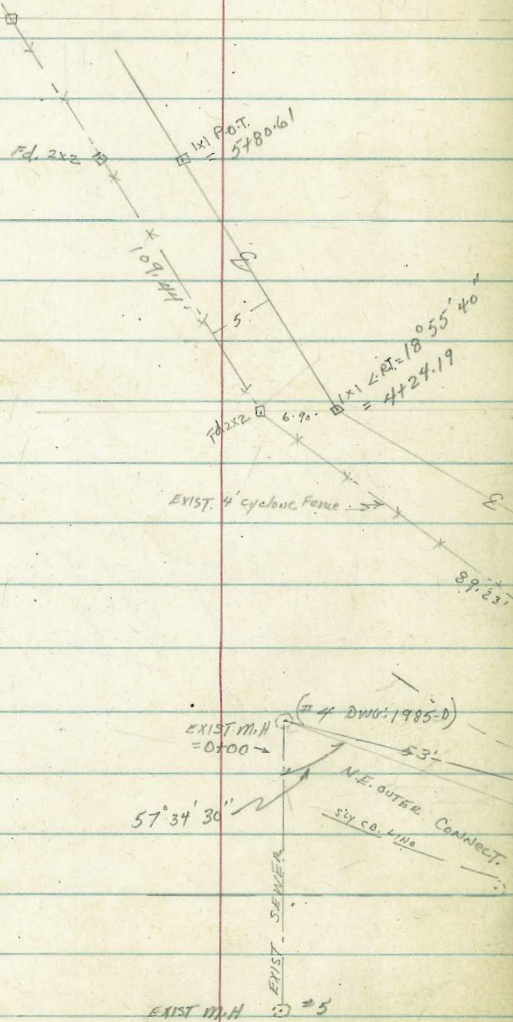 1x1 P.O.T.
= 5+80.61
Fd. 2x2
109.44'
5
1x1 ∠ RT. = 18° 55' 40"
= 4+24.19
Fd. 2x2
6.90
EXIST. 4' cyclone Fence
89.23'
(#4 DWG. 1985-D)
EXIST M.H
= 0+00
53'
57° 34' 30"
N.E. OUTER CONNECT.
S'LY CB. LINE
EXIST. SEWER
EXIST M.H #5